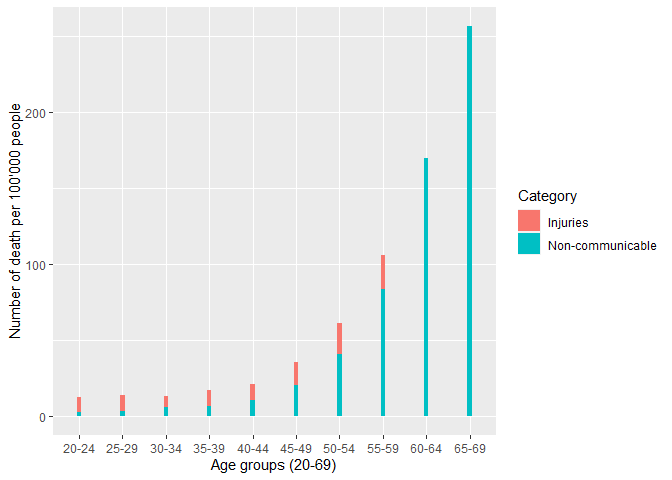 Number of death per 100'000 people
200
100
0
20-24 25-29 30-34 35-39 40-44 45-49 50-54 55-59 60-64 65-69
Age groups (20-69)
Category
Injuries
Non-communicable